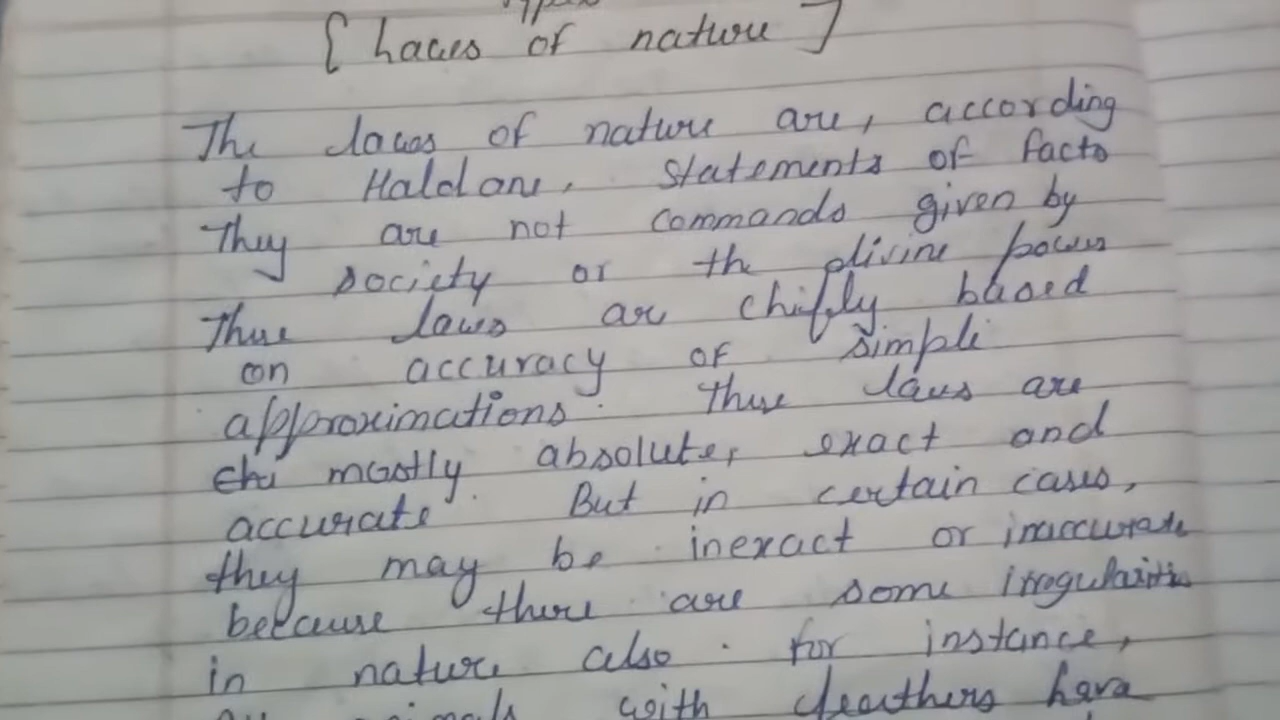 [ Laws of nature ]
The laws of nature are, according
to Haldane, statements of facts
They are not commands given by
society or the divine power
These laws are chiefly based
on accuracy of simple
approximations. These laws are
mostly absolute, exact and
accurate. But in certain cases,
they may be inexact or inaccurate
because there are some irregularities
in nature also. for instance,
with feathers have